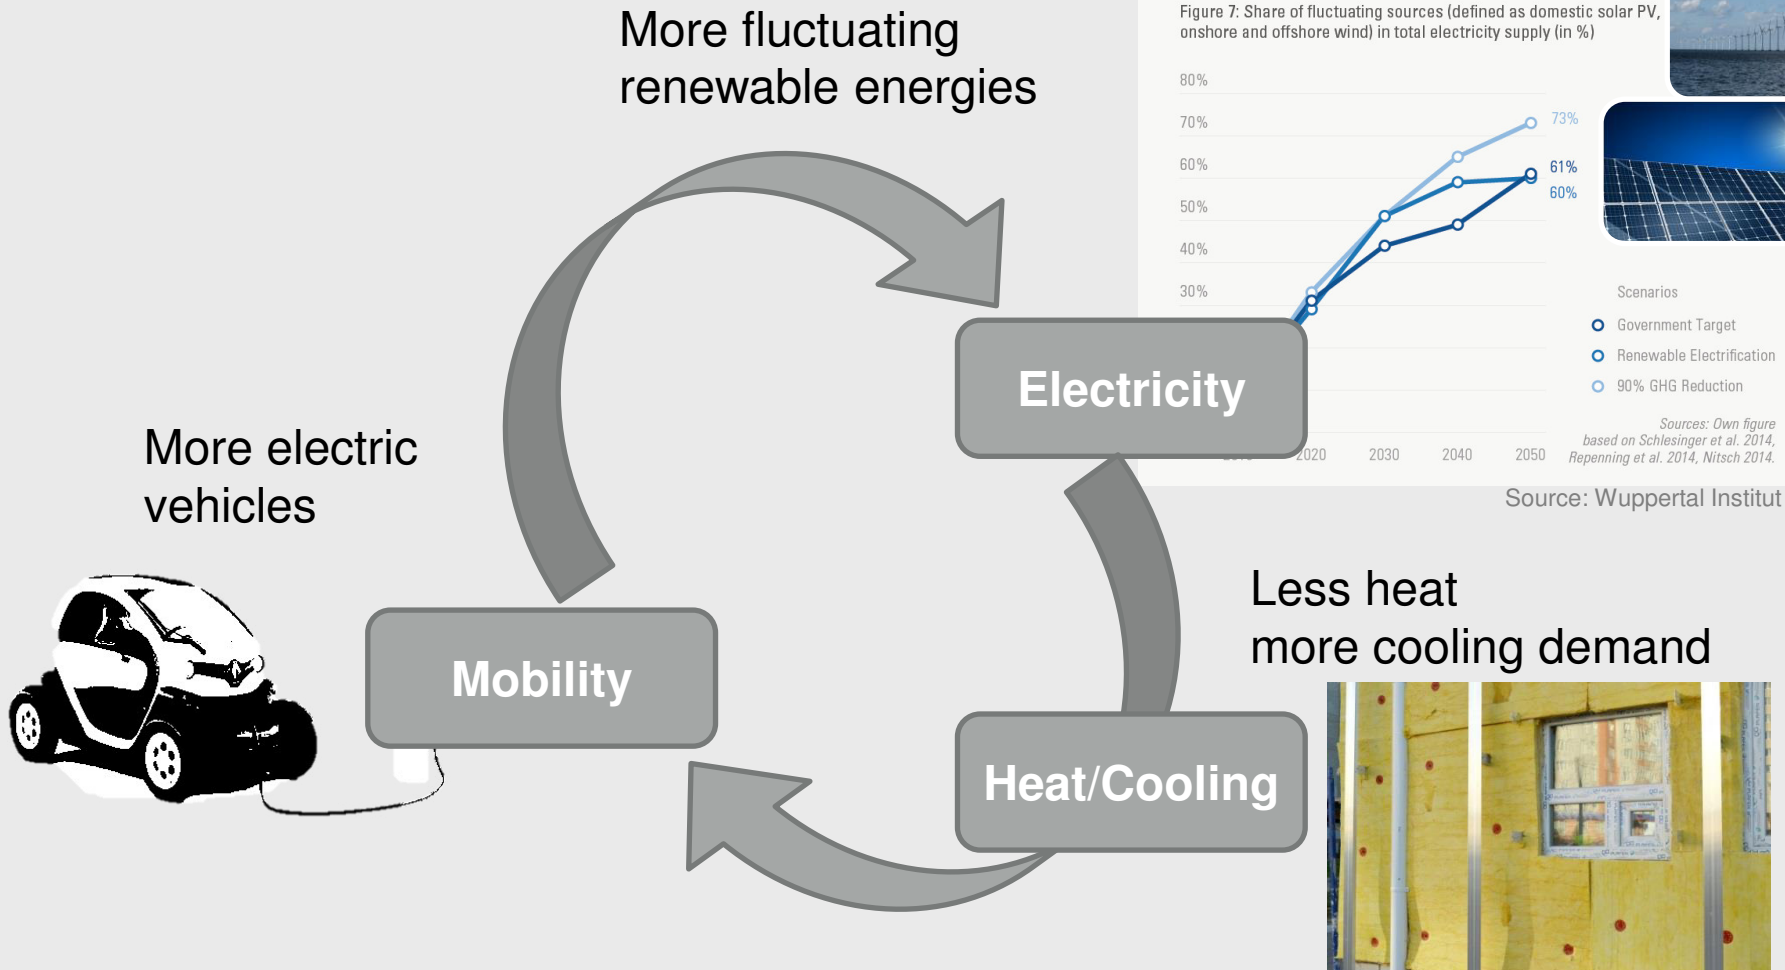 More fluctuating
renewable energies
Figure 7: Share of fluctuating sources (defined as domestic solar PV,
onshore and offshore wind) in total electricity supply (in %)
80%
70%
60%
50%
40%
30%
73%
61%
60%
2020 2030 2040 2050
Scenarios
Government Target
Renewable Electrification
90% GHG Reduction
Sources: Own figure
based on Schlesinger et al. 2014,
Repenning et al. 2014, Nitsch 2014.
Source: Wuppertal Institut
Electricity
More electric
vehicles
Mobility
Less heat
more cooling demand
Heat/Cooling